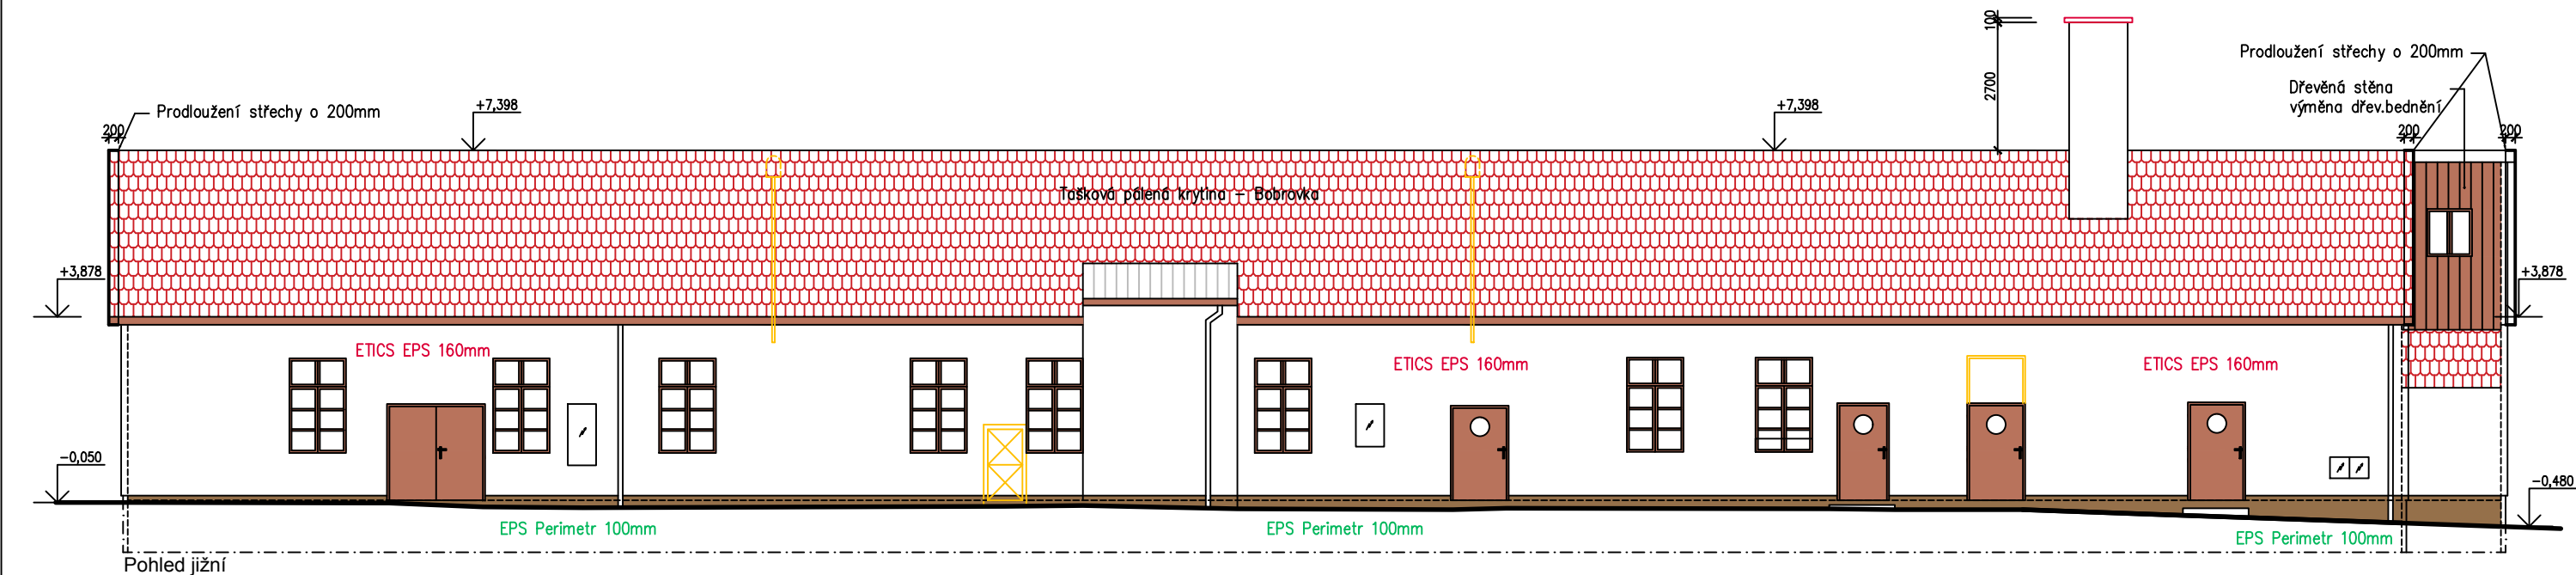 100
Prodloužení střechy o 200mm
Dřevěná stěna
výměna dřev.bednění
2700
+7,398
+7,398
Prodloužení střechy o 200mm
200
200
200
Tašková pálená krytina – Bobrovka
+3,878
+3,878
ETICS EPS 160mm
ETICS EPS 160mm
ETICS EPS 160mm
-0,050
-0,480
EPS Perimetr 100mm
EPS Perimetr 100mm
EPS Perimetr 100mm
Pohled jižní